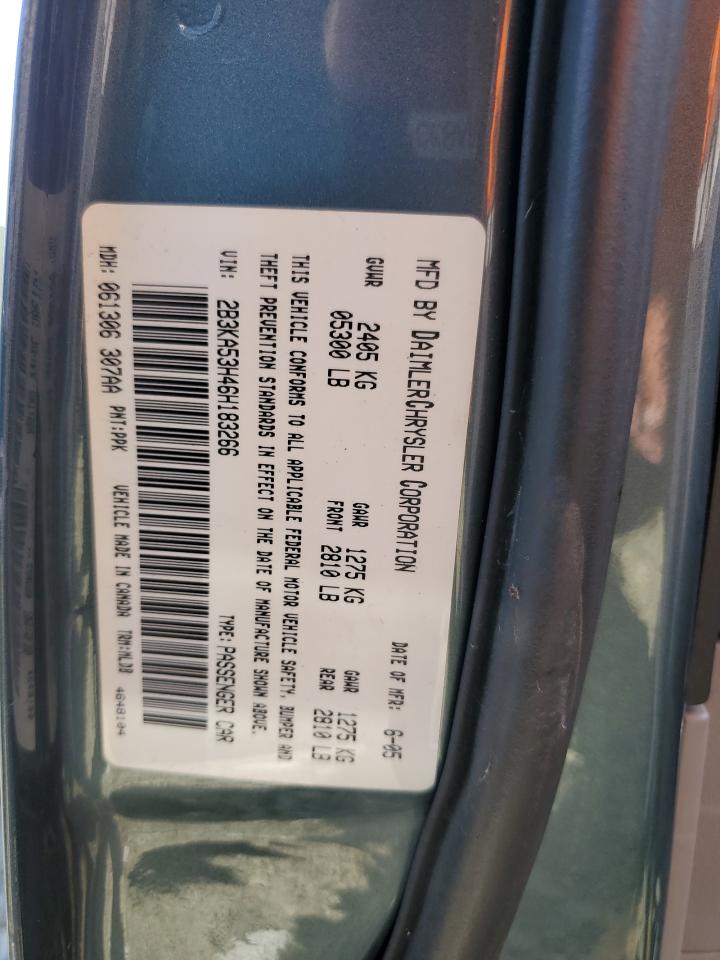 MFD BY DAIMLERCHRYSLER CORPORATION
DATE OF MFR: 6-05
GVWR 2405 KG
05300 LB
GAWR FRONT 1275 KG
2810 LB
GAWR REAR 1275 KG
2810 LB
THIS VEHICLE CONFORMS TO ALL APPLICABLE FEDERAL MOTOR VEHICLE SAFETY, BUMPER AND
THEFT PREVENTION STANDARDS IN EFFECT ON THE DATE OF MANUFACTURE SHOWN ABOVE.
VIN: 2B3KA53H46H183266 TYPE: PASSENGER CAR
MDH: 061306 307AA PNT:PPK VEHICLE MADE IN CANADA TRM:MLD8 4648104